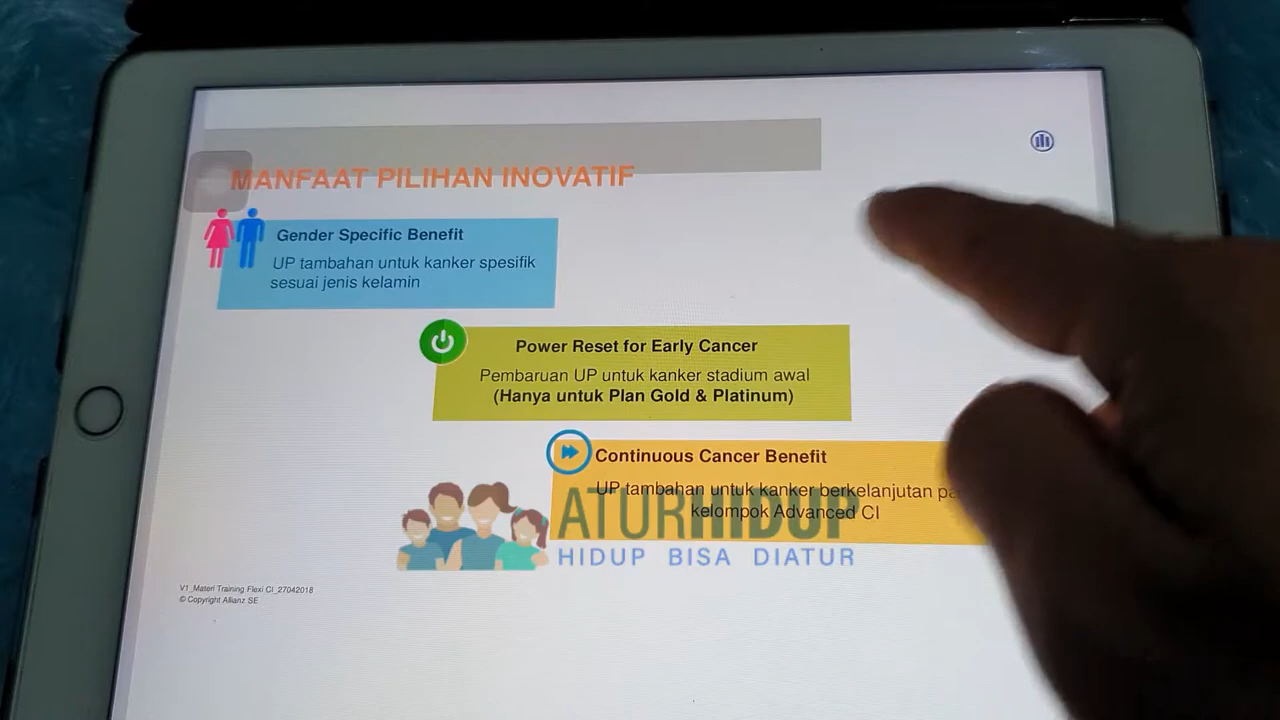 MANFAAT PILIHAN INOVATIF
Gender Specific Benefit
UP tambahan untuk kanker spesifik
sesuai jenis kelamin
Power Reset for Early Cancer
Pembaruan UP untuk kanker stadium awal
(Hanya untuk Plan Gold & Platinum)
Continuous Cancer Benefit
UP tambahan untuk kanker berkelanjutan
kelompok Advanced CI
ATURHIDUP
HIDUP BISA DIATUR
V1_Materi Training Flexi CI_27042018
© Copyright Allianz SE